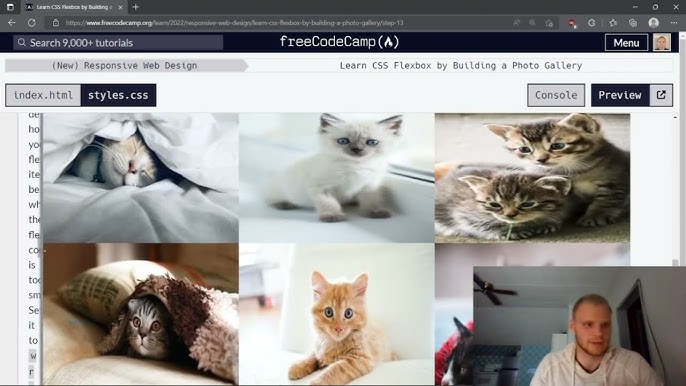 Learn CSS Flexbox by Building a
https://www.freecodecamp.org/learn/2022/responsive-web-design/learn-css-flexbox-by-building-a-photo-gallery/step-13
Search 9,000+ tutorials
freeCodeCamp
Menu
(New) Responsive Web Design
Learn CSS Flexbox by Building a Photo Gallery
index.html
styles.css
Console
Preview
de
ho
you
fle
ite
be
wh
the
fle
co
is
too
sm
Se
it
to
w
r